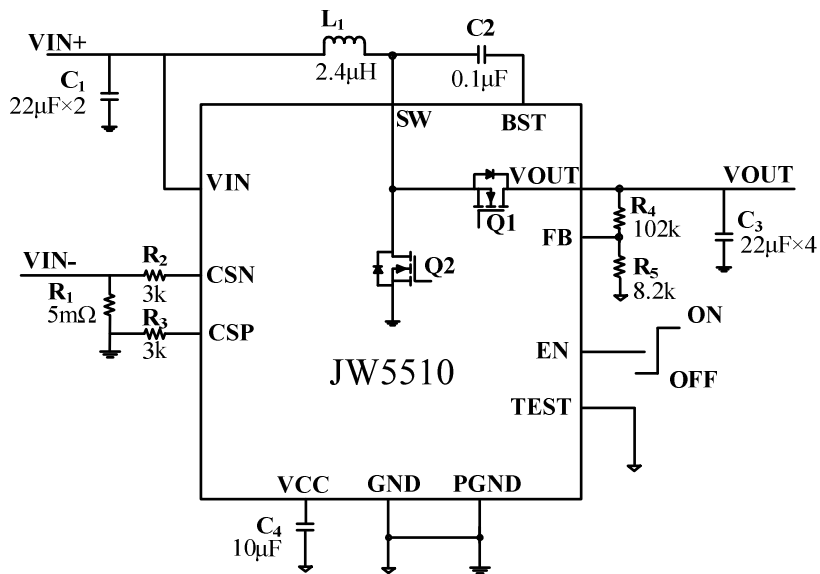 L₁
C2
VIN+
2.4μH
0.1μF
C₁
22μF×2
SW
BST
VIN
VOUT
VOUT
Q1
R₄
102k
C₃
22μF×4
FB
VIN-
R₂
3k
CSN
Q2
R₅
8.2k
R₁
5mΩ
R₃
3k
CSP
ON
EN
OFF
JW5510
TEST
VCC
GND
PGND
C₄
10μF